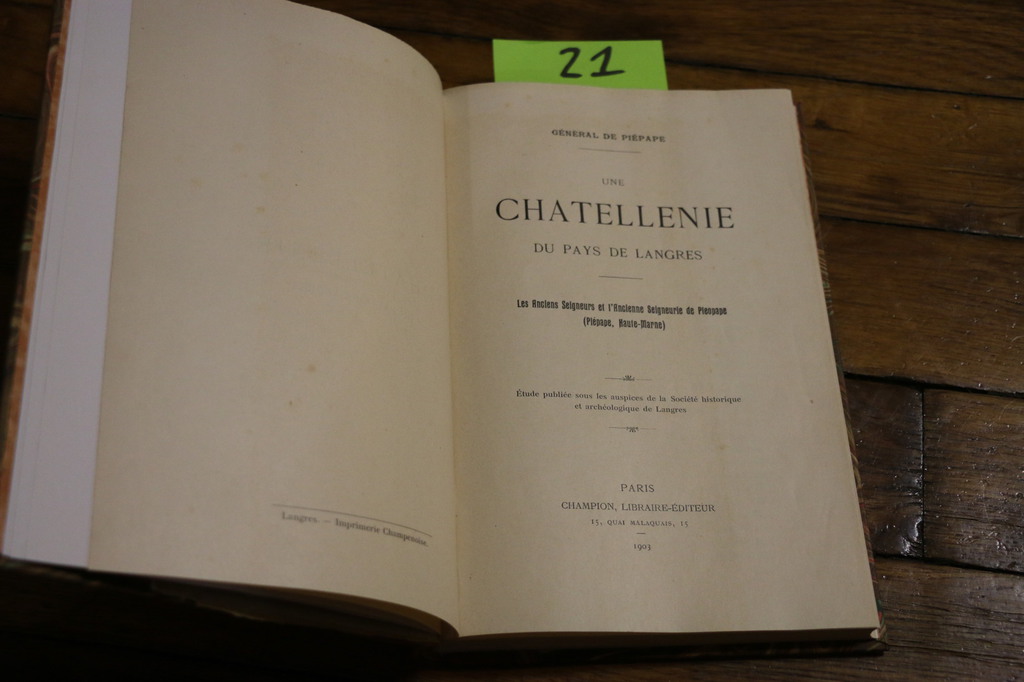 21
Langres. — Imprimerie Champenoise.
GÉNÉRAL DE PIÉPAPE
UNE
CHATELLENIE
DU PAYS DE LANGRES
Les Anciens Seigneurs et l'Ancienne Seigneurie de Pleopape
(Piépape, Haute-Marne)
Étude publiée sous les auspices de la Société historique
et archéologique de Langres
PARIS
CHAMPION, LIBRAIRE-ÉDITEUR
15, QUAI MALAQUAIS, 15
1903